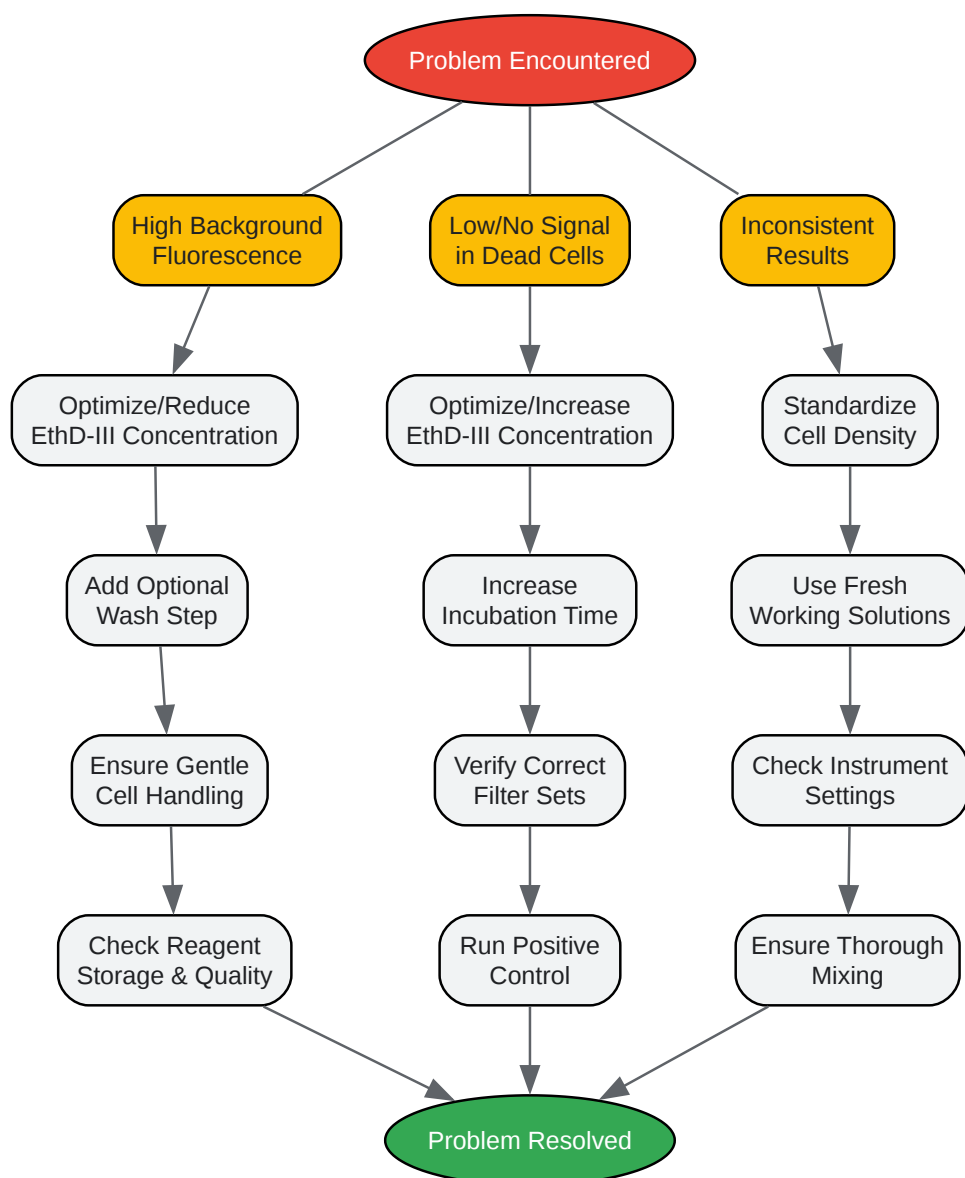 Problem Encountered
High Background
Fluorescence
Low/No Signal
in Dead Cells
Inconsistent
Results
Optimize/Reduce
EthD-III Concentration
Optimize/Increase
EthD-III Concentration
Standardize
Cell Density
Add Optional
Wash Step
Increase
Incubation Time
Use Fresh
Working Solutions
Ensure Gentle
Cell Handling
Verify Correct
Filter Sets
Check Instrument
Settings
Check Reagent
Storage & Quality
Run Positive
Control
Ensure Thorough
Mixing
Problem Resolved